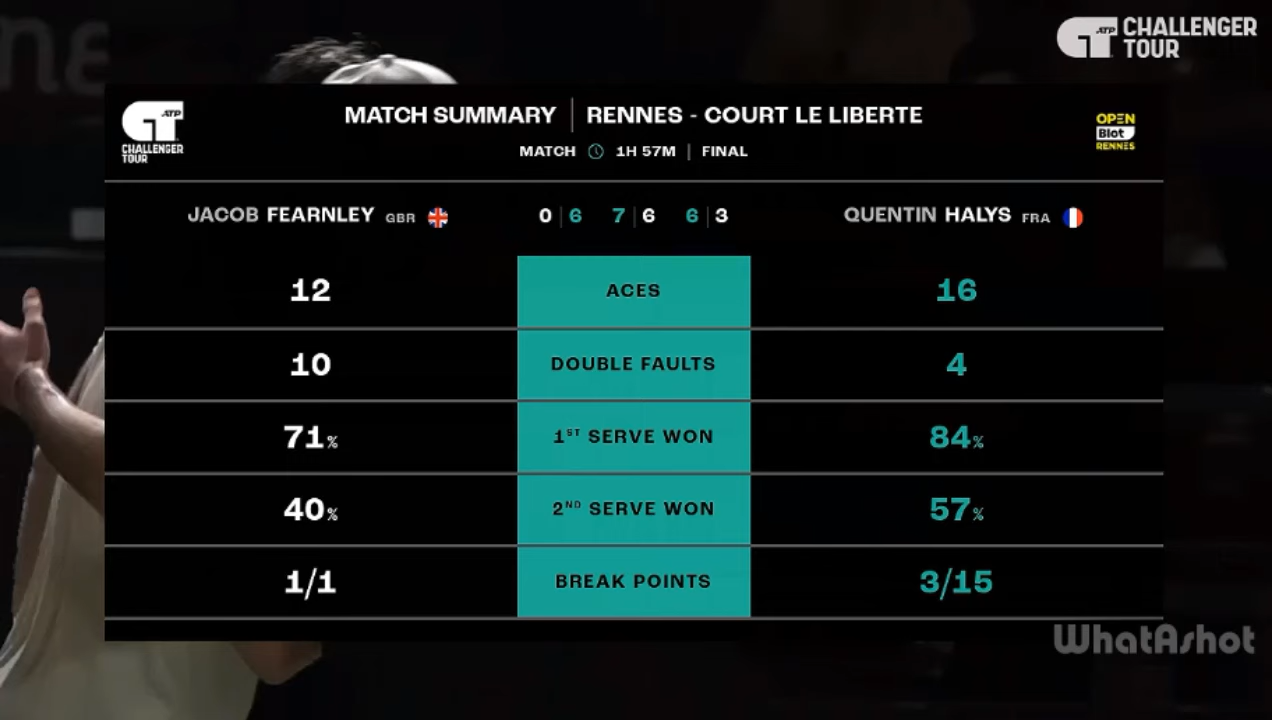 ATP CHALLENGER
TOUR
ATP
CHALLENGER
TOUR
MATCH SUMMARY | RENNES - COURT LE LIBERTE
OPEN
Blot
RENNES
MATCH 1H 57M | FINAL
JACOB FEARNLEY GBR 0|6 7|6 6|3 QUENTIN HALYS FRA
12 ACES 16
10 DOUBLE FAULTS 4
71% 1ST SERVE WON 84%
40% 2ND SERVE WON 57%
1/1 BREAK POINTS 3/15
WhatAshot